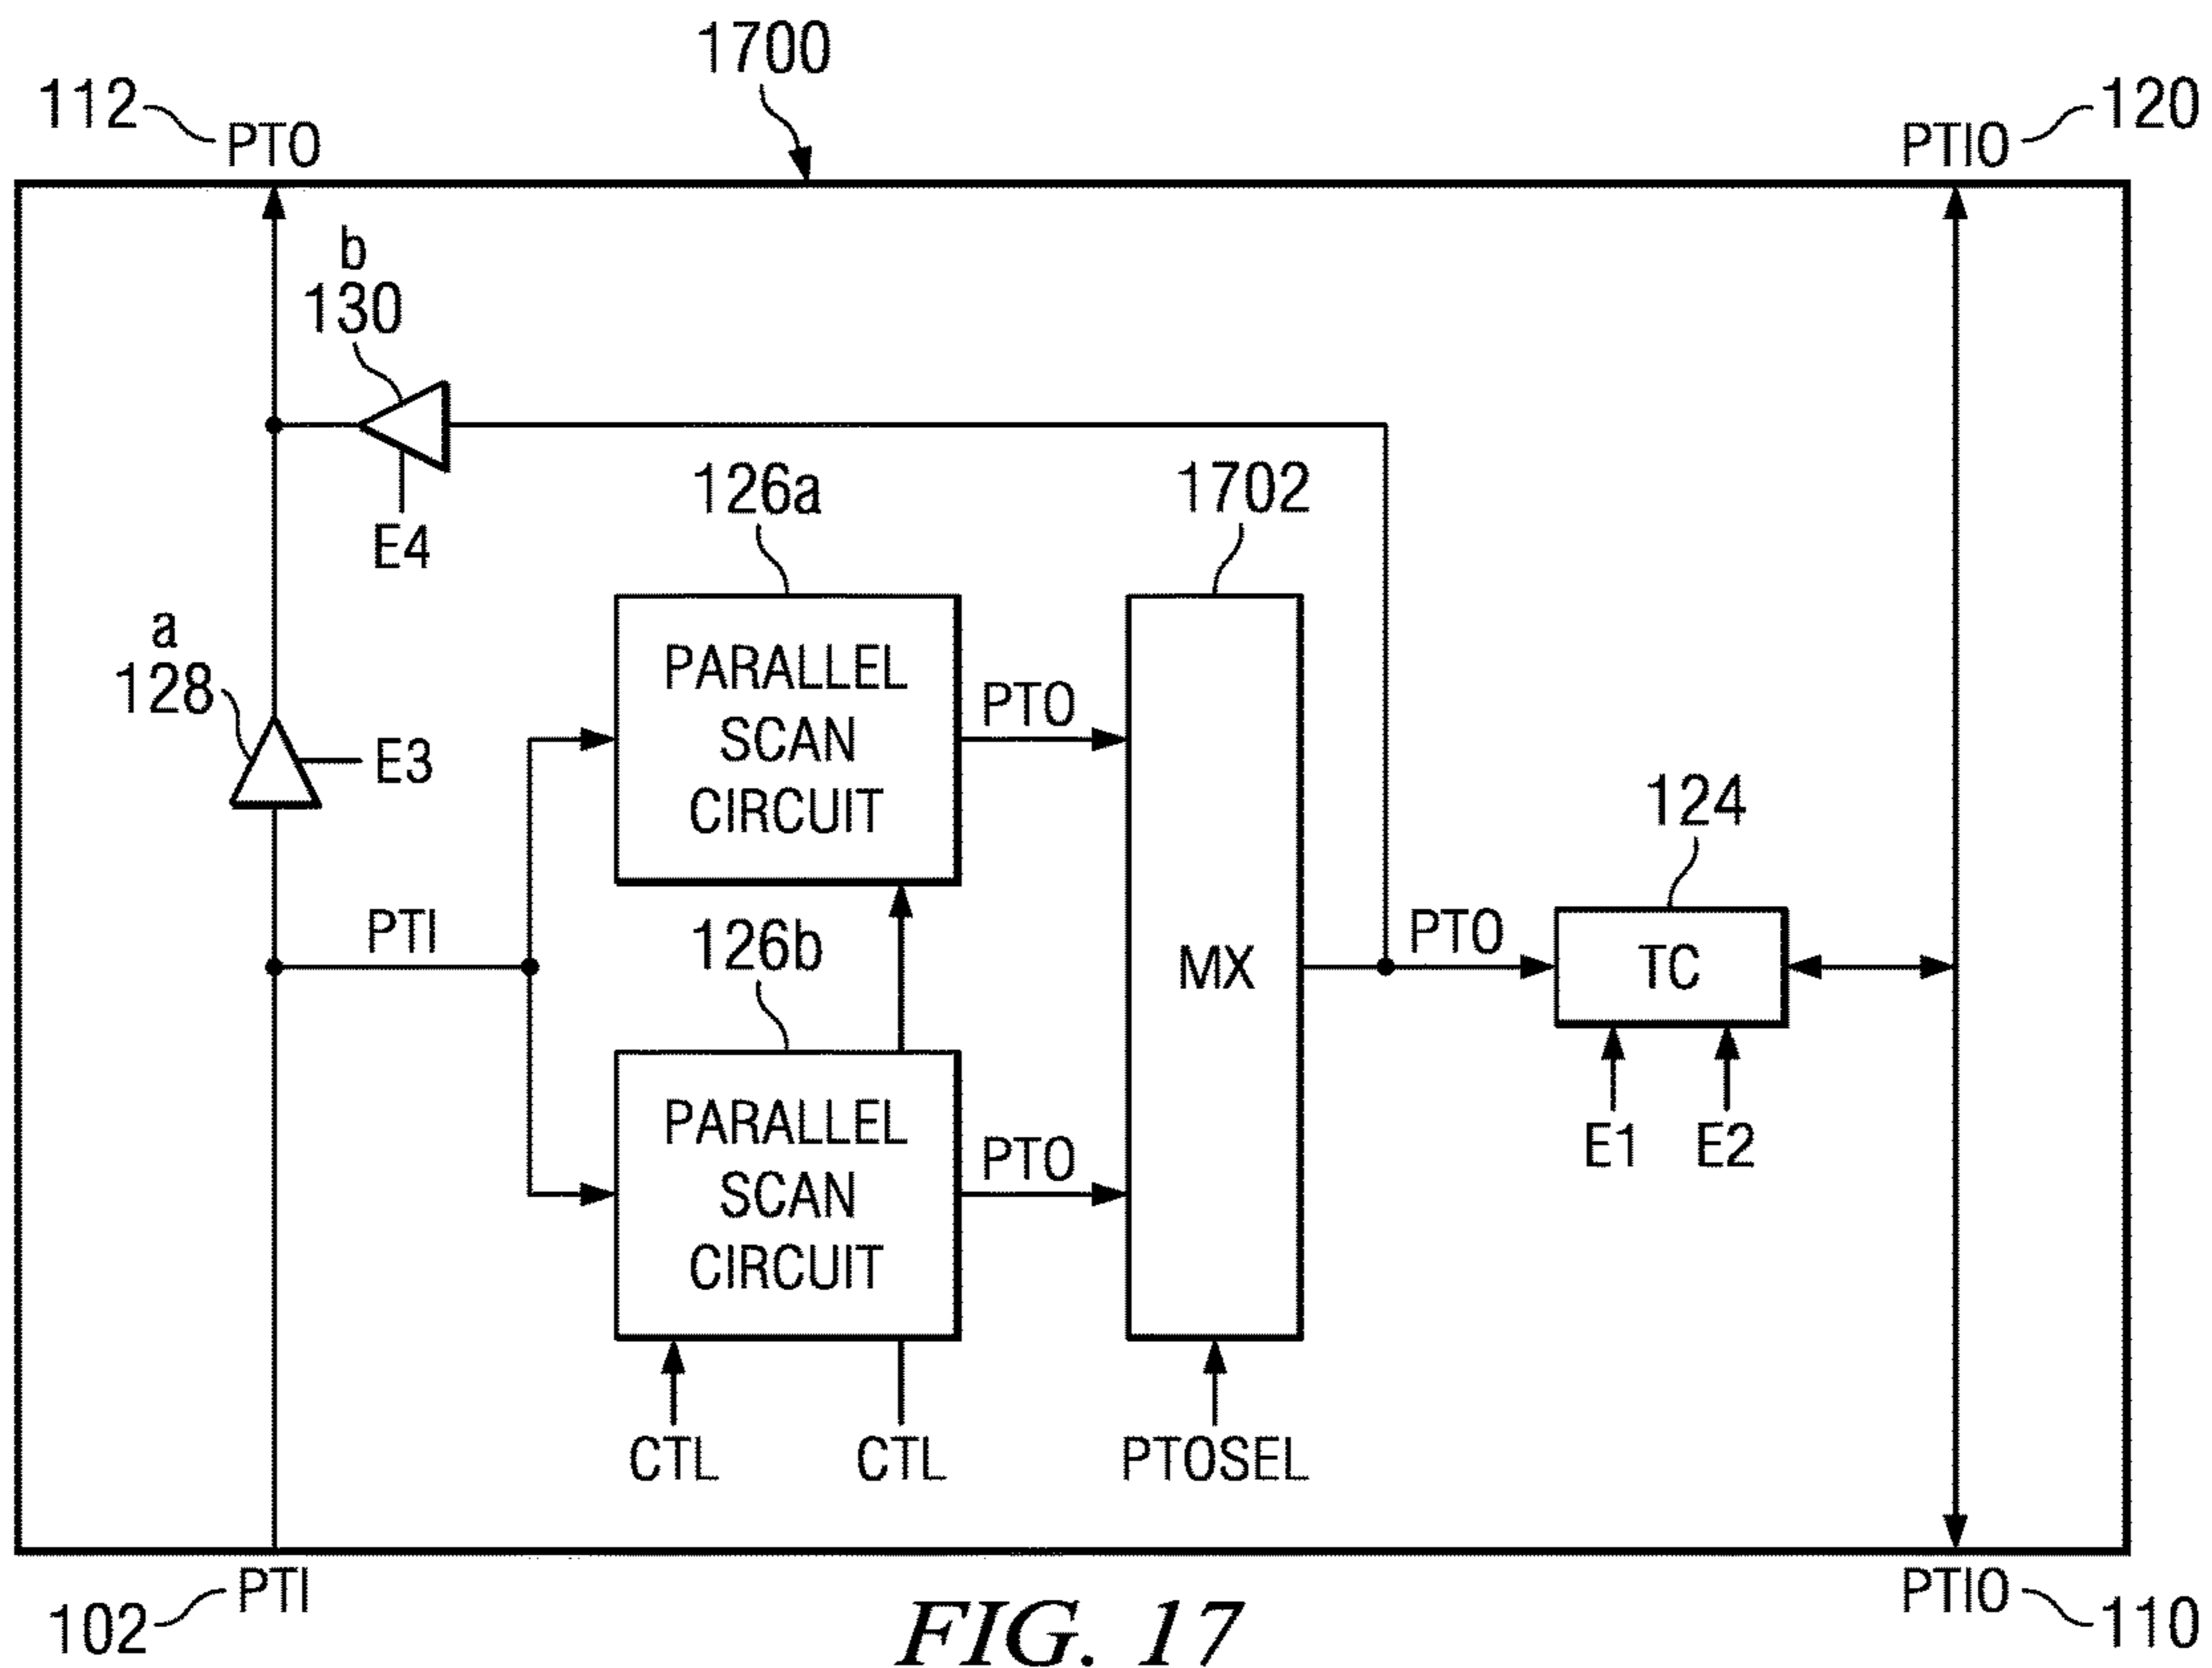 1700
112
PTO
PTIO
120
b
130
E4
126a
1702
a
128
E3
PARALLEL
SCAN
CIRCUIT
PTO
MX
124
PTI
126b
PTO
TC
E1
E2
PARALLEL
SCAN
CIRCUIT
PTO
CTL
CTL
PTOSEL
102
PTI
PTIO
110
FIG. 17